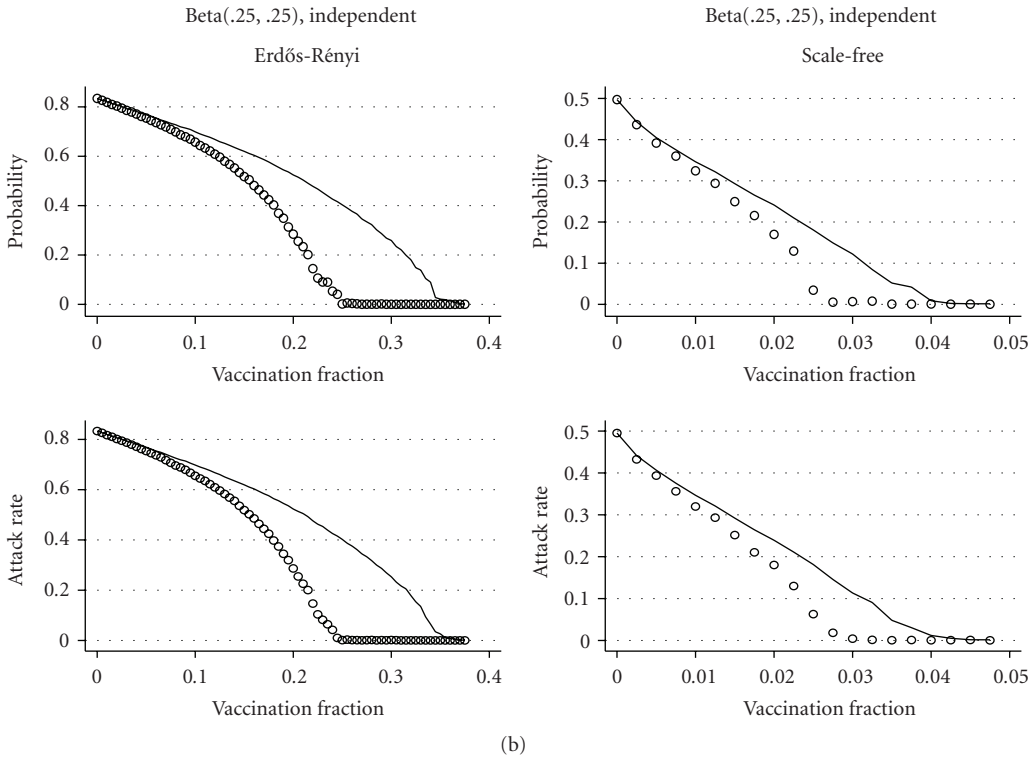 Beta(.25, .25), independent
Erdős-Rényi
0.8
0.6
0.4
0.2
0
Probability
0 0.1 0.2 0.3 0.4
Vaccination fraction
Beta(.25, .25), independent
Scale-free
0.5
0.4
0.3
0.2
0.1
0
Probability
0 0.01 0.02 0.03 0.04 0.05
Vaccination fraction
0.8
0.6
0.4
0.2
0
Attack rate
0 0.1 0.2 0.3 0.4
Vaccination fraction
0.5
0.4
0.3
0.2
0.1
0
Attack rate
0 0.01 0.02 0.03 0.04 0.05
Vaccination fraction
(b)